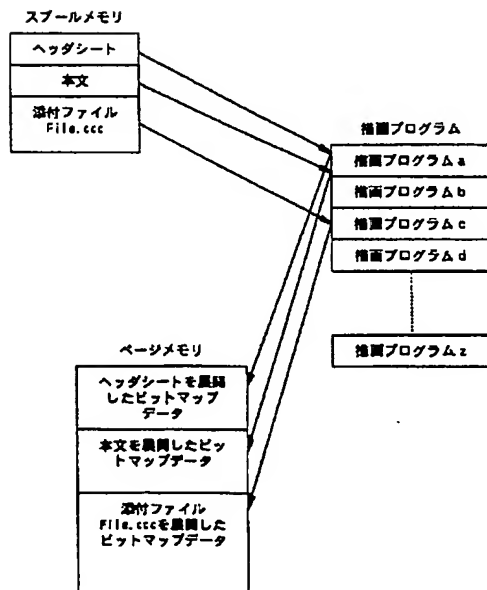 スプールメモリ
ヘッダシート
本文
添付ファイル
File.ccc
描画プログラム
描画プログラムa
描画プログラムb
描画プログラムc
描画プログラムd
描画プログラムz
ページメモリ
ヘッダシートを展開
したビットマップ
データ
本文を展開したビッ
トマップデータ
添付ファイル
File.cccを展開した
ビットマップデータ